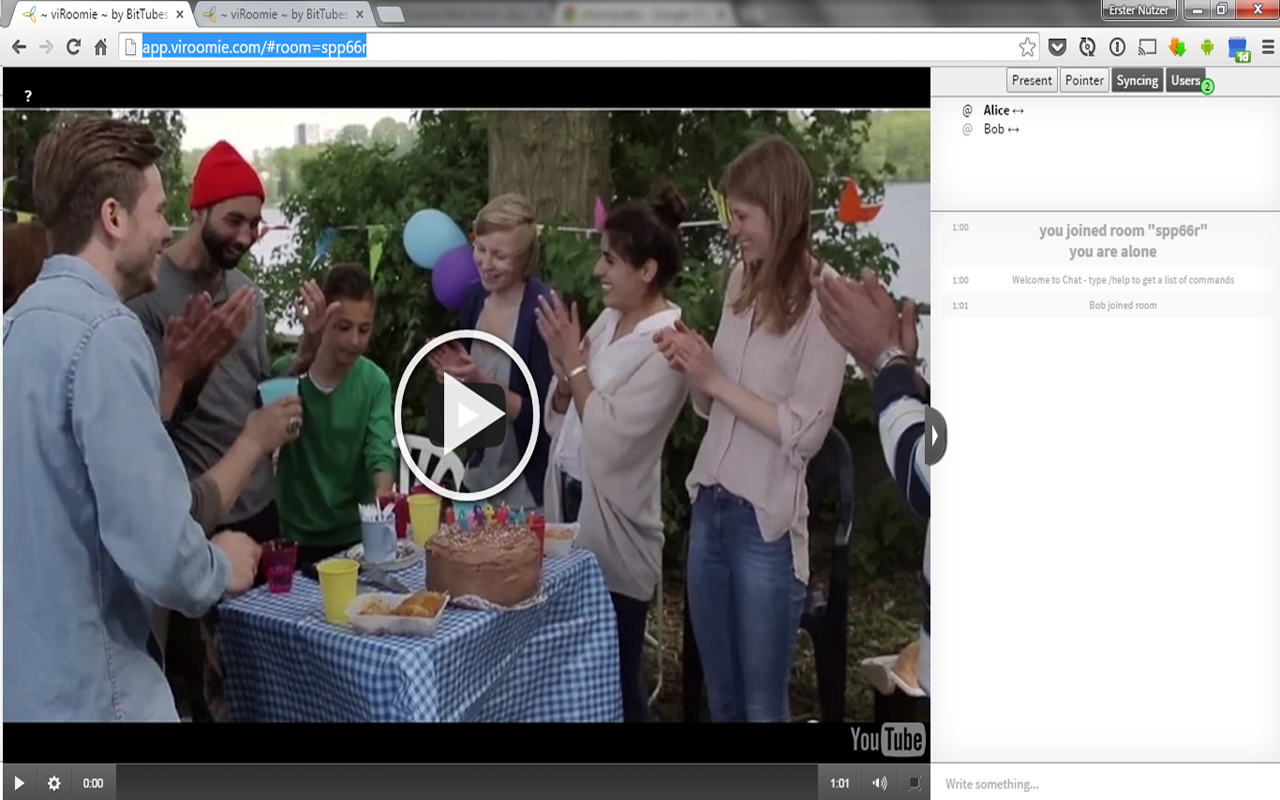 ~ viRoomie ~ by BitTubes
~ viRoomie ~ by BitTubes
Erster Nutzer
app.viroomie.com/#room=spp66r
1d
?
Present
Pointer
Syncing
Users
2
@ Alice ↔
@ Bob ↔
1:00
you joined room "spp66r"
you are alone
1:00 Welcome to Chat - type /help to get a list of commands
1:01 Bob joined room
YouTube
0:00
1:01
Write something...